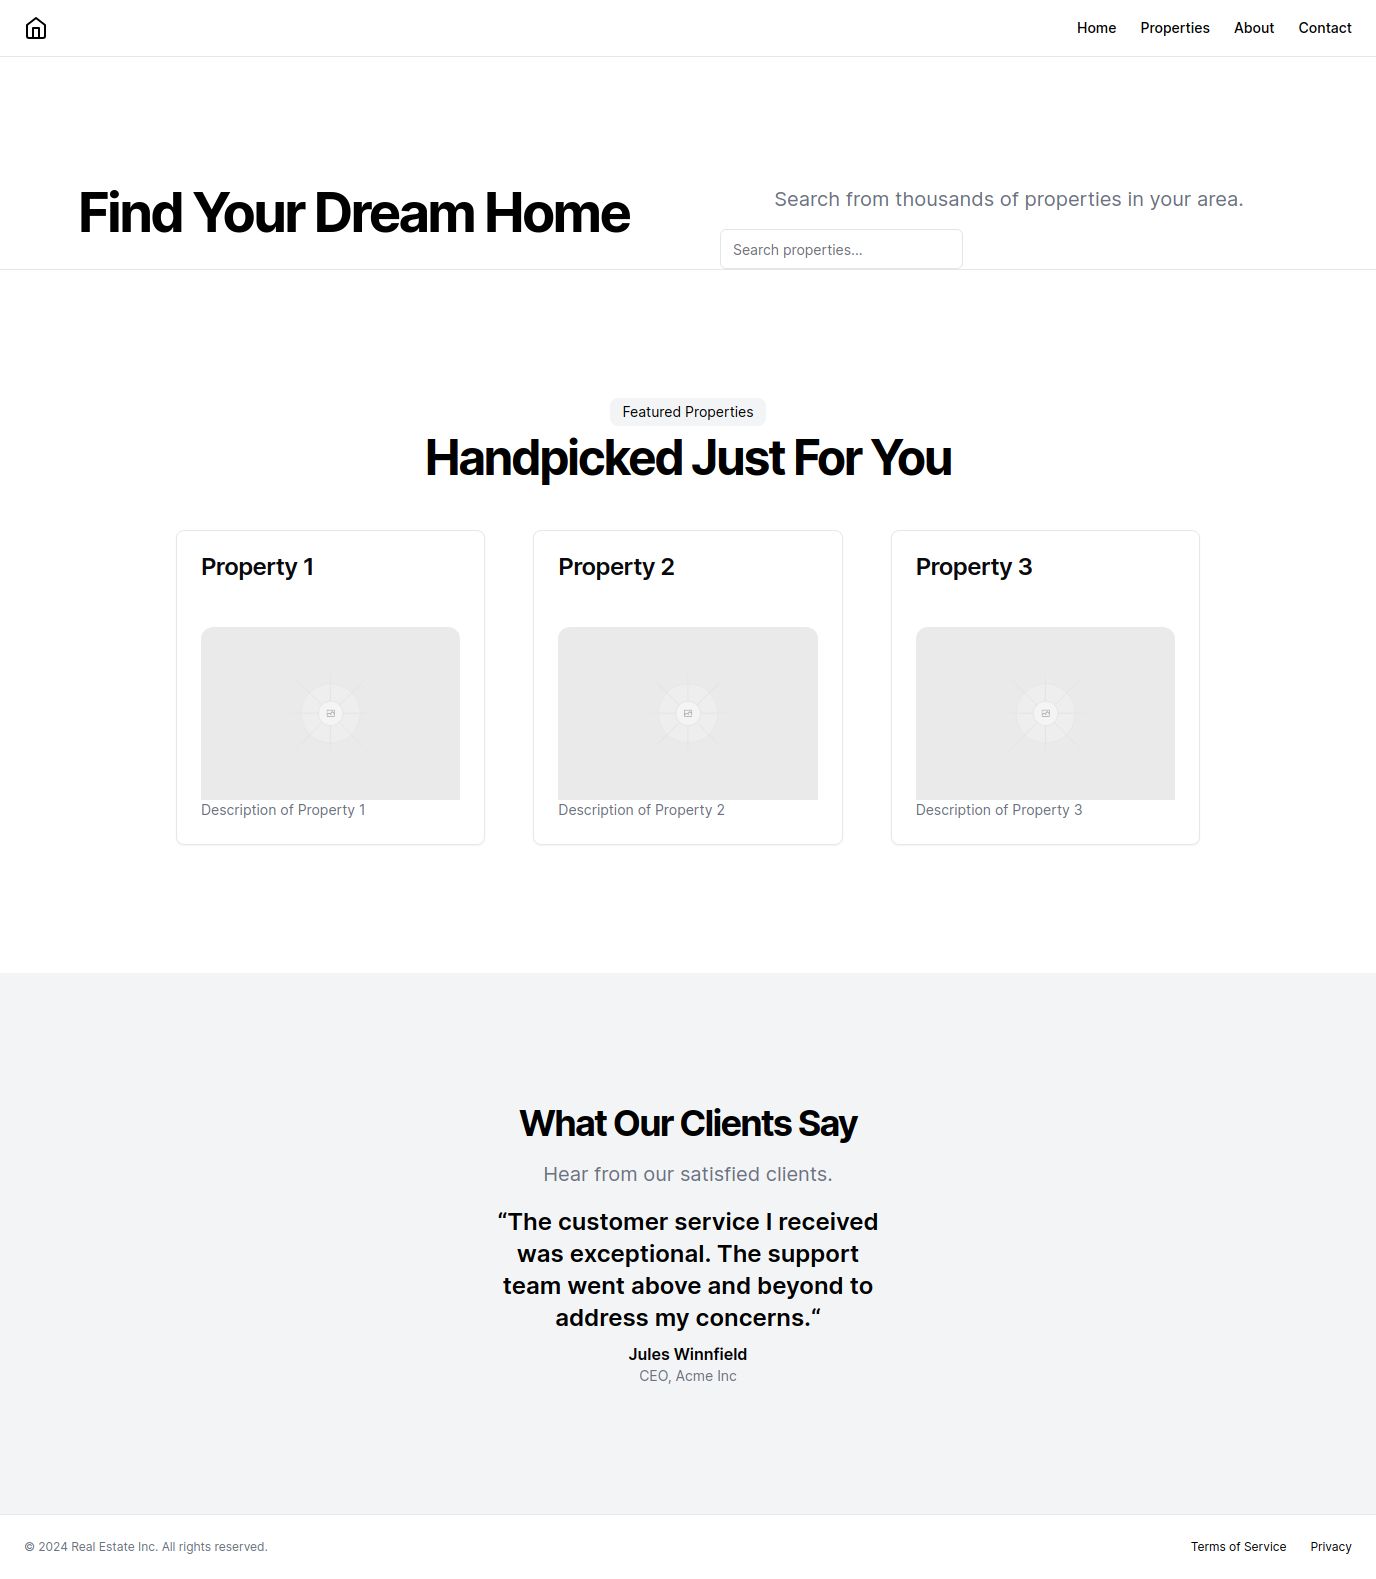 Home Properties About Contact
Find Your Dream Home
Search from thousands of properties in your area.
Search properties...
Featured Properties
Handpicked Just For You
Property 1
Description of Property 1
Property 2
Description of Property 2
Property 3
Description of Property 3
What Our Clients Say
Hear from our satisfied clients.
“The customer service I received
was exceptional. The support
team went above and beyond to
address my concerns.“
Jules Winnfield
CEO, Acme Inc
© 2024 Real Estate Inc. All rights reserved.
Terms of Service Privacy